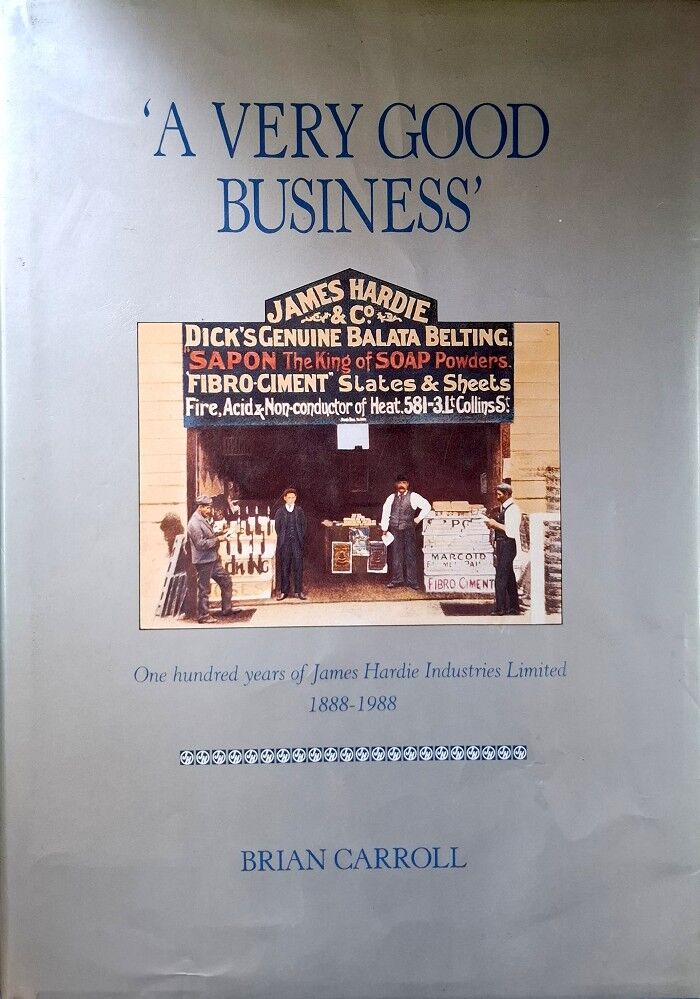 ‘A VERY GOOD
BUSINESS’
JAMES HARDIE
& Co.
DICK'S GENUINE BALATA BELTING.
"SAPON The King of SOAP Powders.
"FIBRO-CIMENT" Slates & Sheets
Fire, Acid & Non-conductor of Heat. 581-3. Lt Collins St
MARCOID
FIBRO CIMENT
One hundred years of James Hardie Industries Limited
1888-1988
BRIAN CARROLL